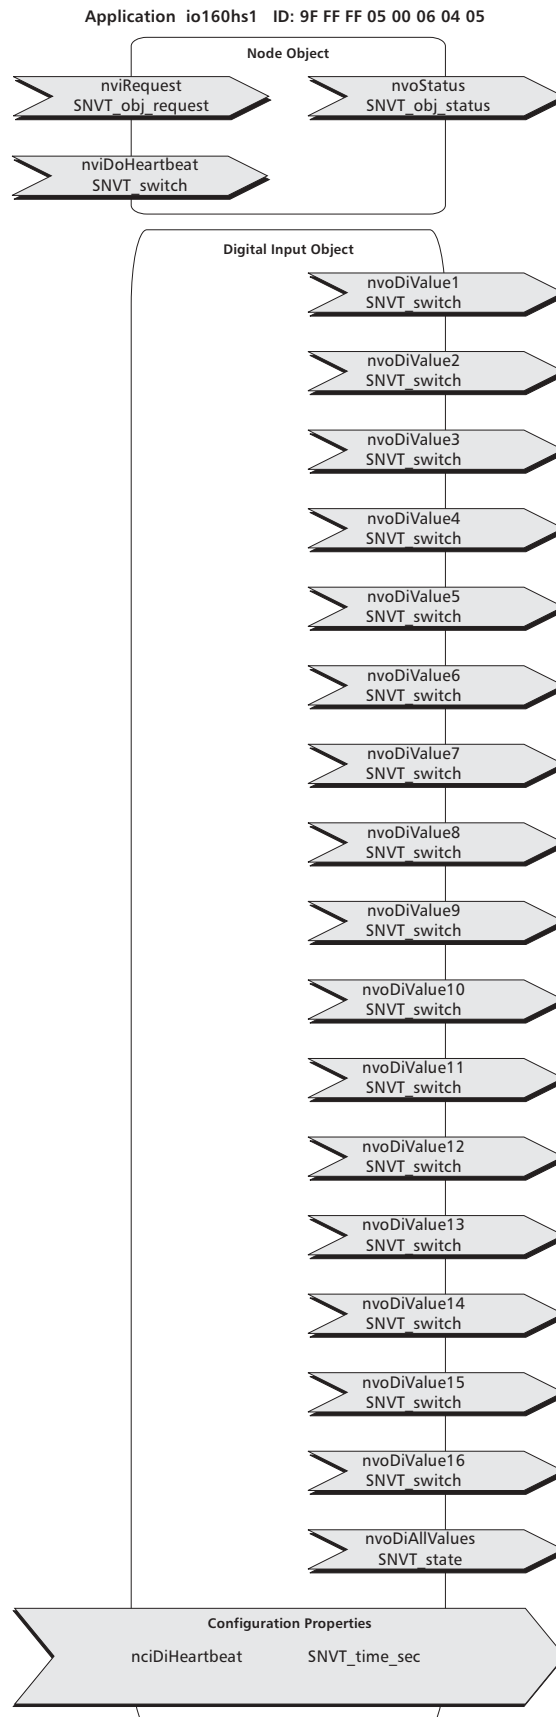 Application io160hs1 ID: 9F FF FF 05 00 06 04 05
Node Object
nviRequest
SNVT_obj_request
nvoStatus
SNVT_obj_status
nviDoHeartbeat
SNVT_switch
Digital Input Object
nvoDiValue1
SNVT_switch
nvoDiValue2
SNVT_switch
nvoDiValue3
SNVT_switch
nvoDiValue4
SNVT_switch
nvoDiValue5
SNVT_switch
nvoDiValue6
SNVT_switch
nvoDiValue7
SNVT_switch
nvoDiValue8
SNVT_switch
nvoDiValue9
SNVT_switch
nvoDiValue10
SNVT_switch
nvoDiValue11
SNVT_switch
nvoDiValue12
SNVT_switch
nvoDiValue13
SNVT_switch
nvoDiValue14
SNVT_switch
nvoDiValue15
SNVT_switch
nvoDiValue16
SNVT_switch
nvoDiAllValues
SNVT_state
Configuration Properties
nciDiHeartbeat SNVT_time_sec